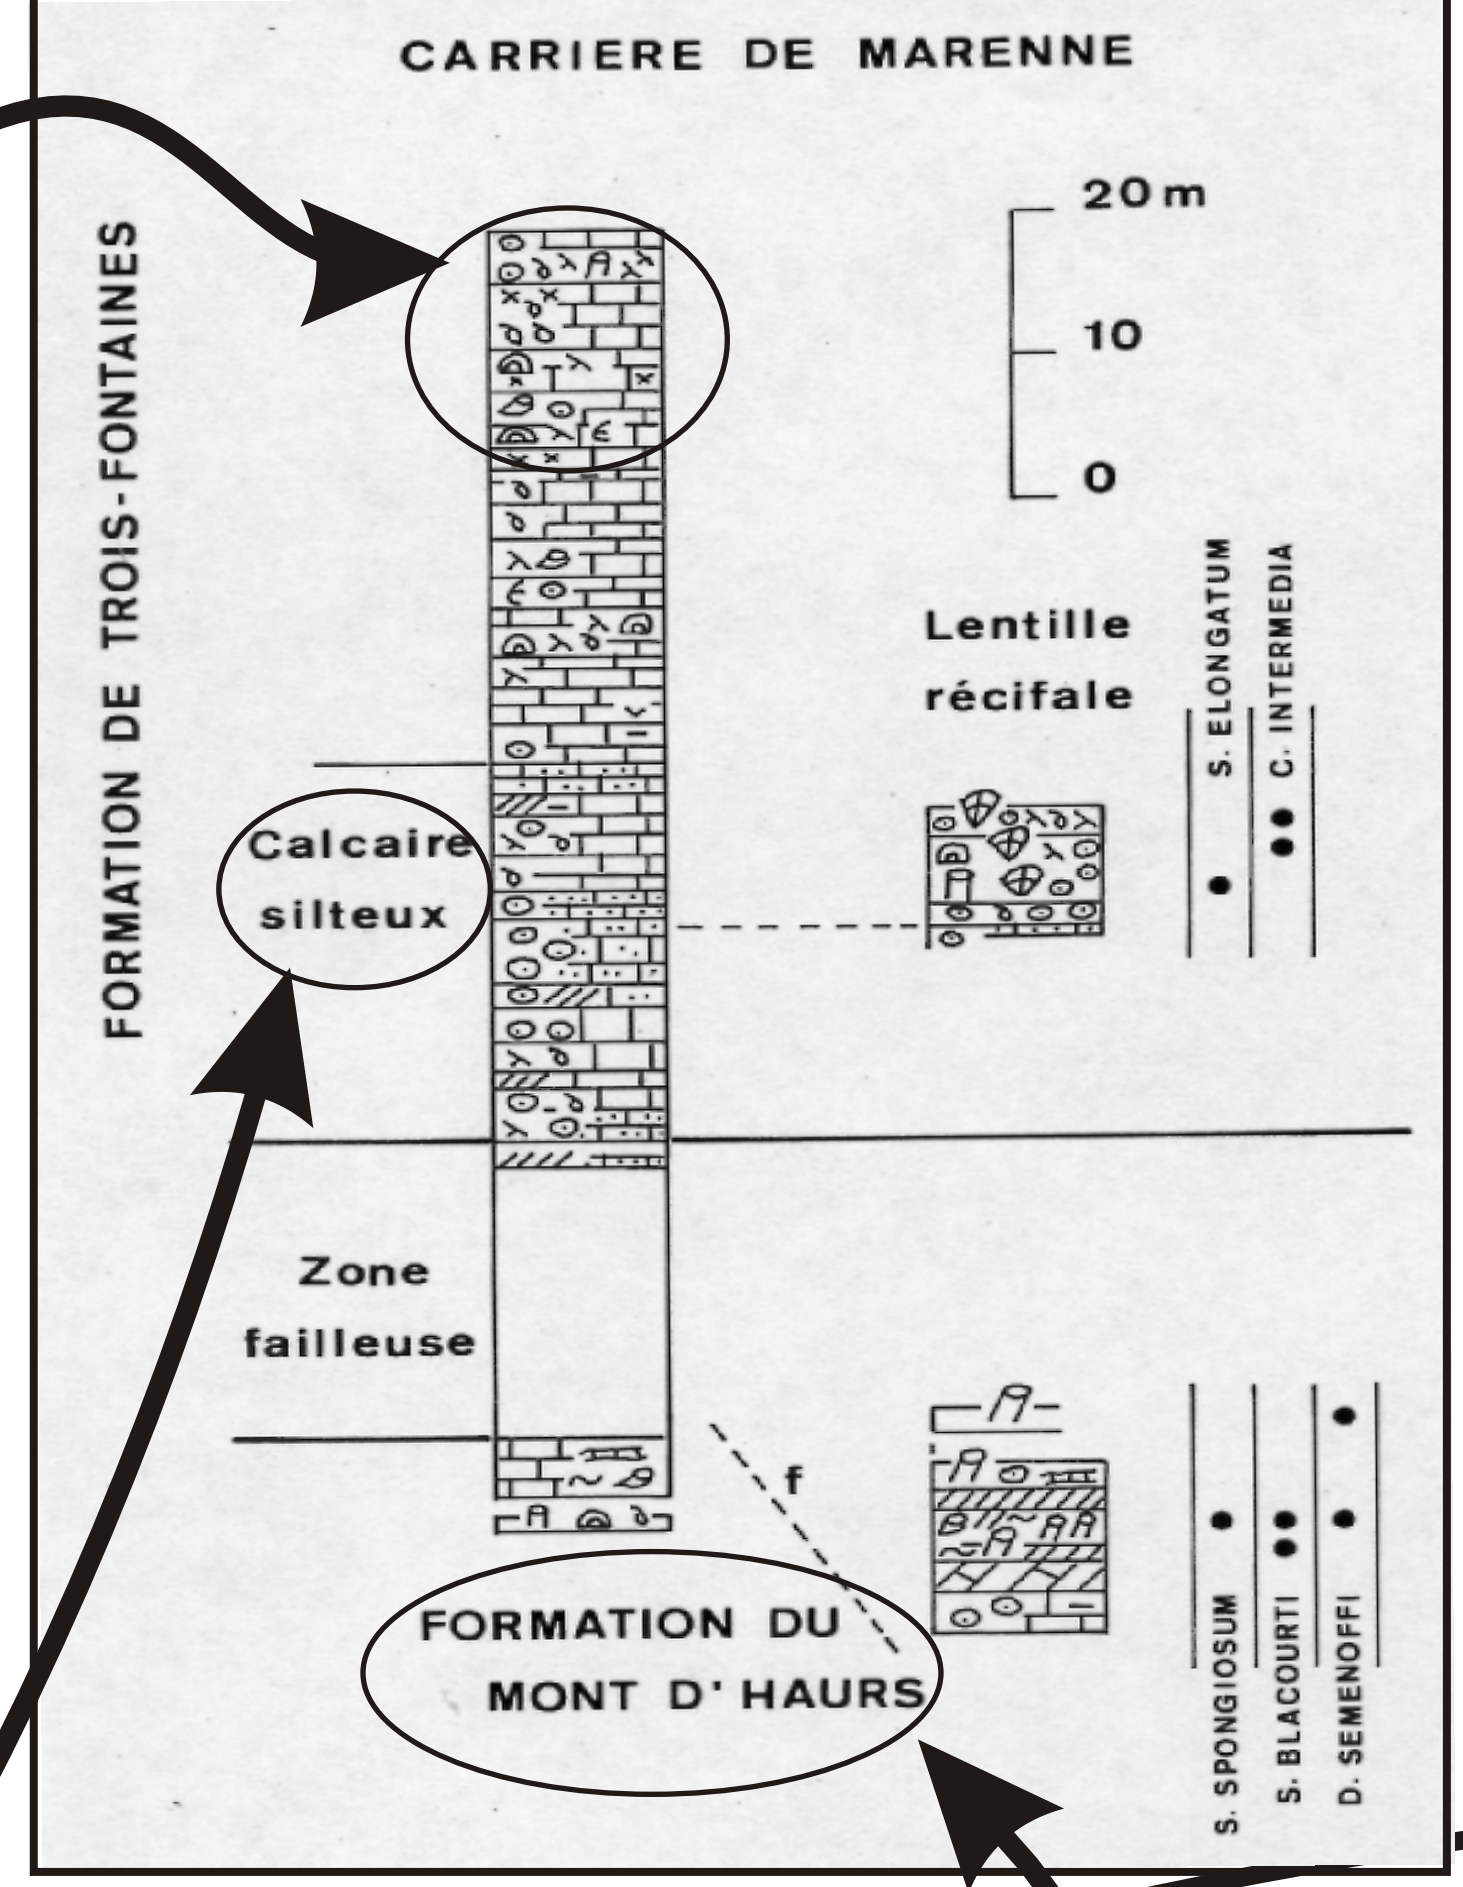 CARRIERE DE MARENNE
20 m
10
0
FORMATION DE TROIS-FONTAINES
Lentille
récifale
S. ELONGATUM
C. INTERMEDIA
Calcaire
silteux
Zone
failleuse
f
FORMATION DU
MONT D'HAURS
S. SPONGIOSUM
S. BLACOURTI
D. SEMENOFFI